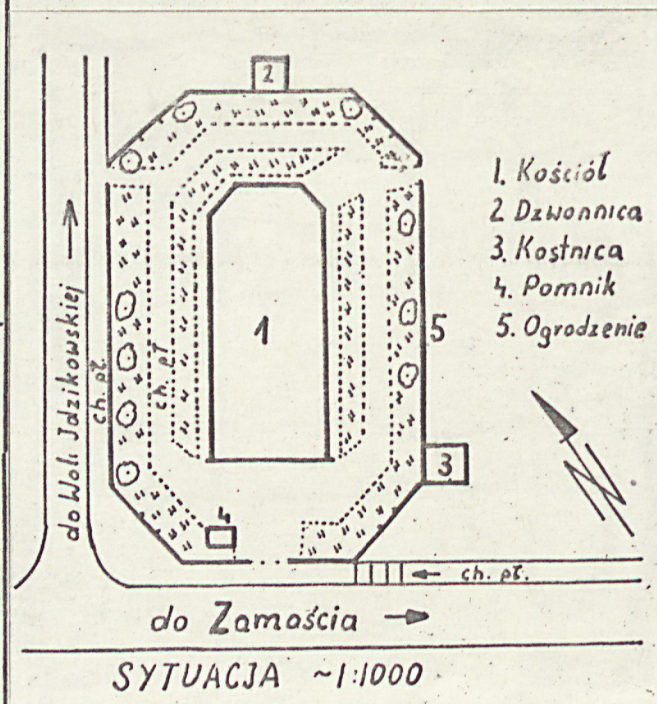 2
1. Kościół
2 Dzwonnica
3. Kostnica
4. Pomnik
5. Ogrodzenie
1
5
3
4
do Woli Jdzikowskiej
ch. pł.
ch. pł
← ch. pł.
do Zamościa →
SYTUACJA ~1:1000